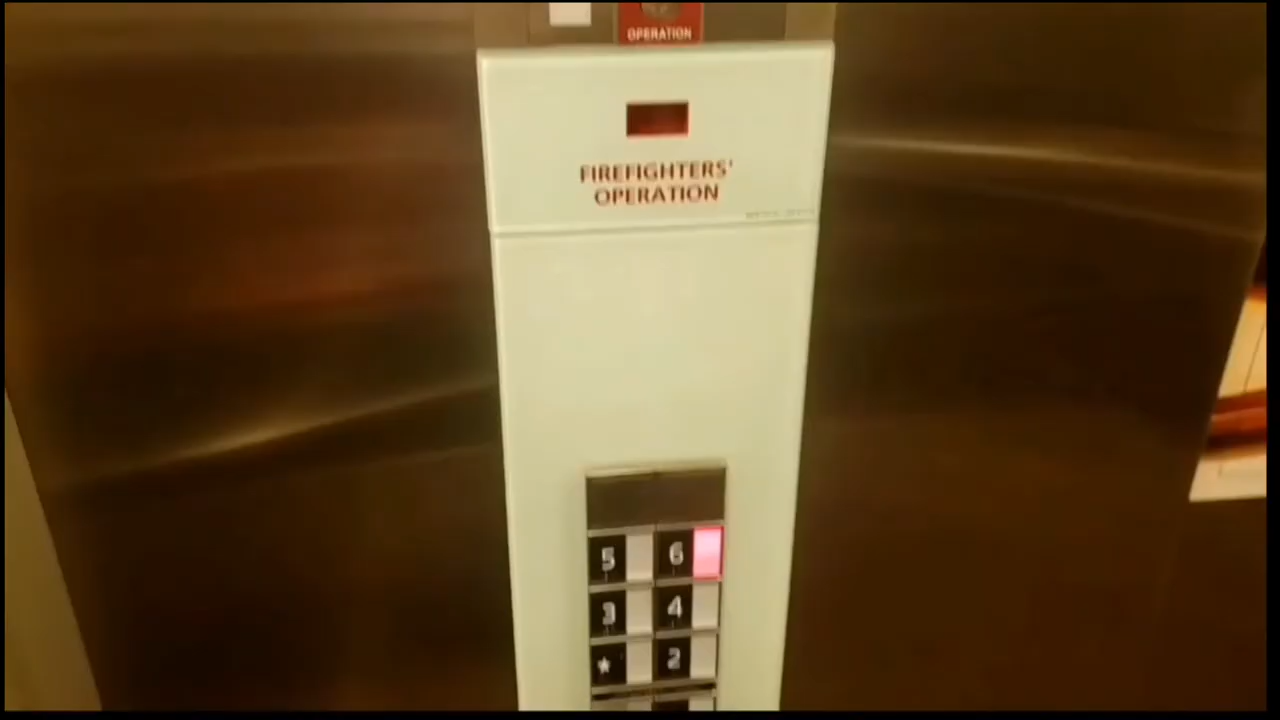 OPERATION
FIREFIGHTERS'
OPERATION
5 6
3 4
★ 2